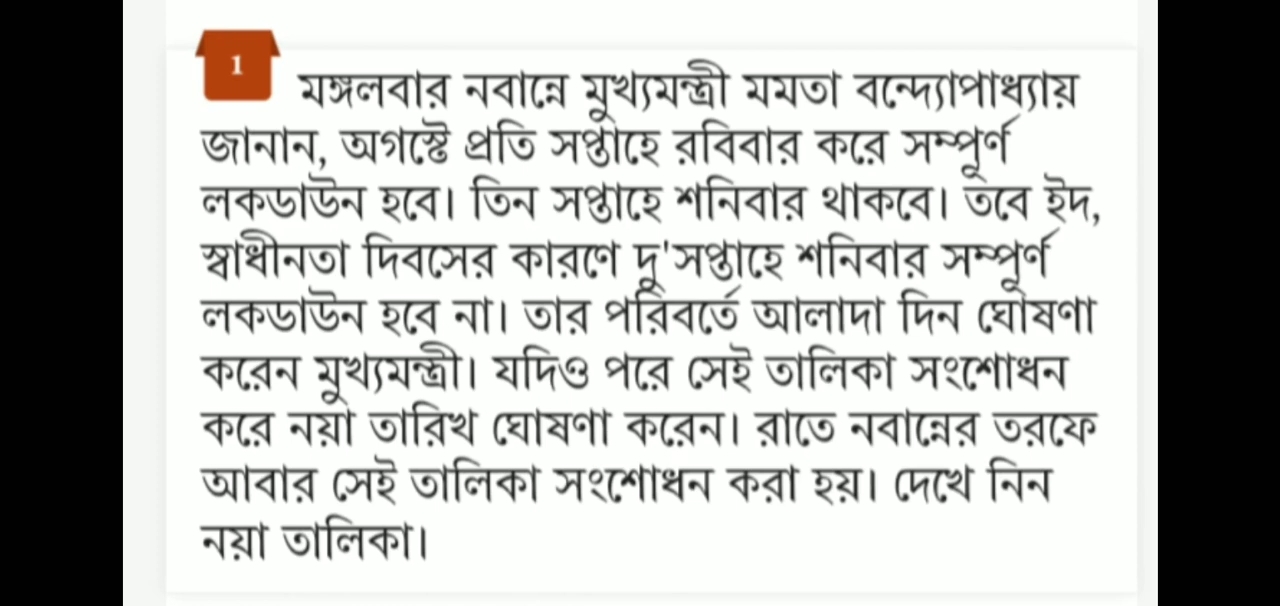 1
মঙ্গলবার নবান্নে মুখ্যমন্ত্রী মমতা বন্দ্যোপাধ্যায়
জানান, অগস্টে প্রতি সপ্তাহে রবিবার করে সম্পূর্ণ
লকডাউন হবে। তিন সপ্তাহে শনিবার থাকবে। তবে ইদ,
স্বাধীনতা দিবসের কারণে দু'সপ্তাহে শনিবার সম্পূর্ণ
লকডাউন হবে না। তার পরিবর্তে আলাদা দিন ঘোষণা
করেন মুখ্যমন্ত্রী। যদিও পরে সেই তালিকা সংশোধন
করে নয়া তারিখ ঘোষণা করেন। রাতে নবান্নের তরফে
আবার সেই তালিকা সংশোধন করা হয়। দেখে নিন
নয়া তালিকা।